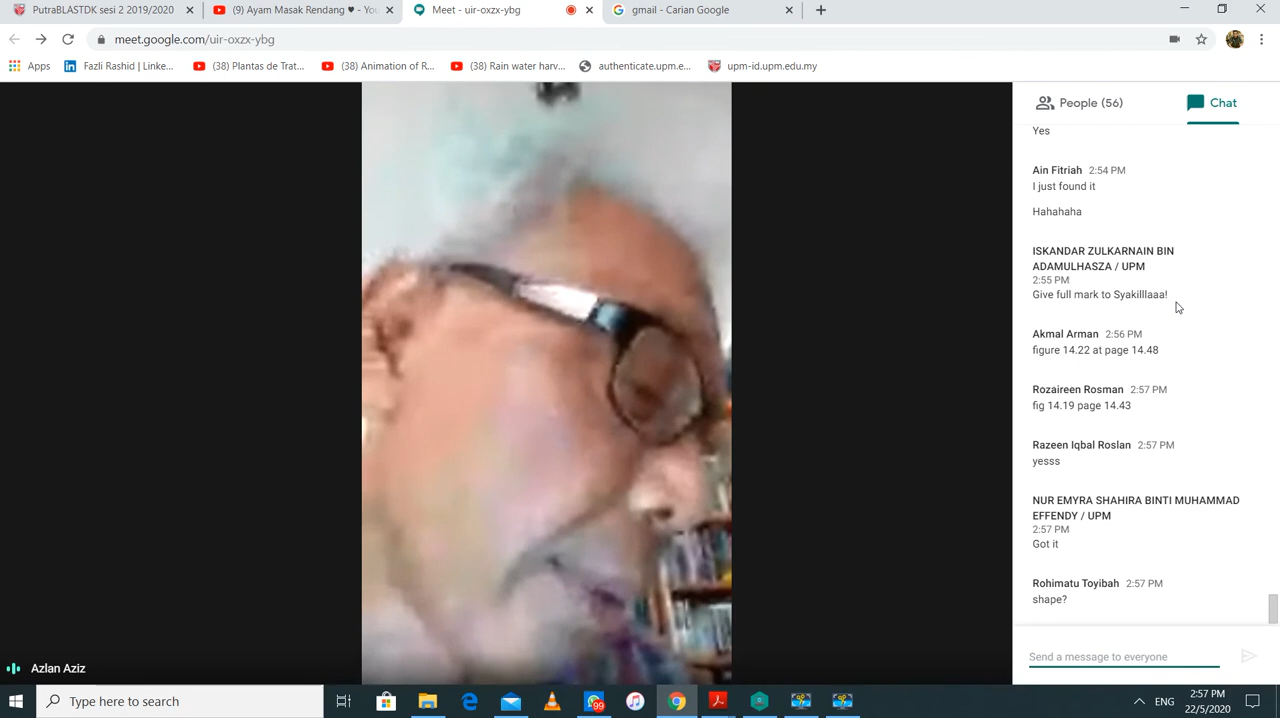 PutraBLASTDK sesi 2 2019/2020
(9) Ayam Masak Rendang ♥ - You
Meet - uir-oxzx-ybg
gmail - Carian Google
meet.google.com/uir-oxzx-ybg
Apps
Fazli Rashid | Linke...
(38) Plantas de Trat...
(38) Animation of R...
(38) Rain water harv...
authenticate.upm.e...
upm-id.upm.edu.my
People (56)
Chat
Yes
Ain Fitriah 2:54 PM
I just found it
Hahahaha
ISKANDAR ZULKARNAIN BIN
ADAMULHASZA / UPM
2:55 PM
Give full mark to Syakilllaaa!
Akmal Arman 2:56 PM
figure 14.22 at page 14.48
Rozaireen Rosman 2:57 PM
fig 14.19 page 14.43
Razeen Iqbal Roslan 2:57 PM
yesss
NUR EMYRA SHAHIRA BINTI MUHAMMAD
EFFENDY / UPM
2:57 PM
Got it
Rohimatu Toyibah 2:57 PM
shape?
Send a message to everyone
Azlan Aziz
Type here to search
99
ENG
2:57 PM
22/5/2020